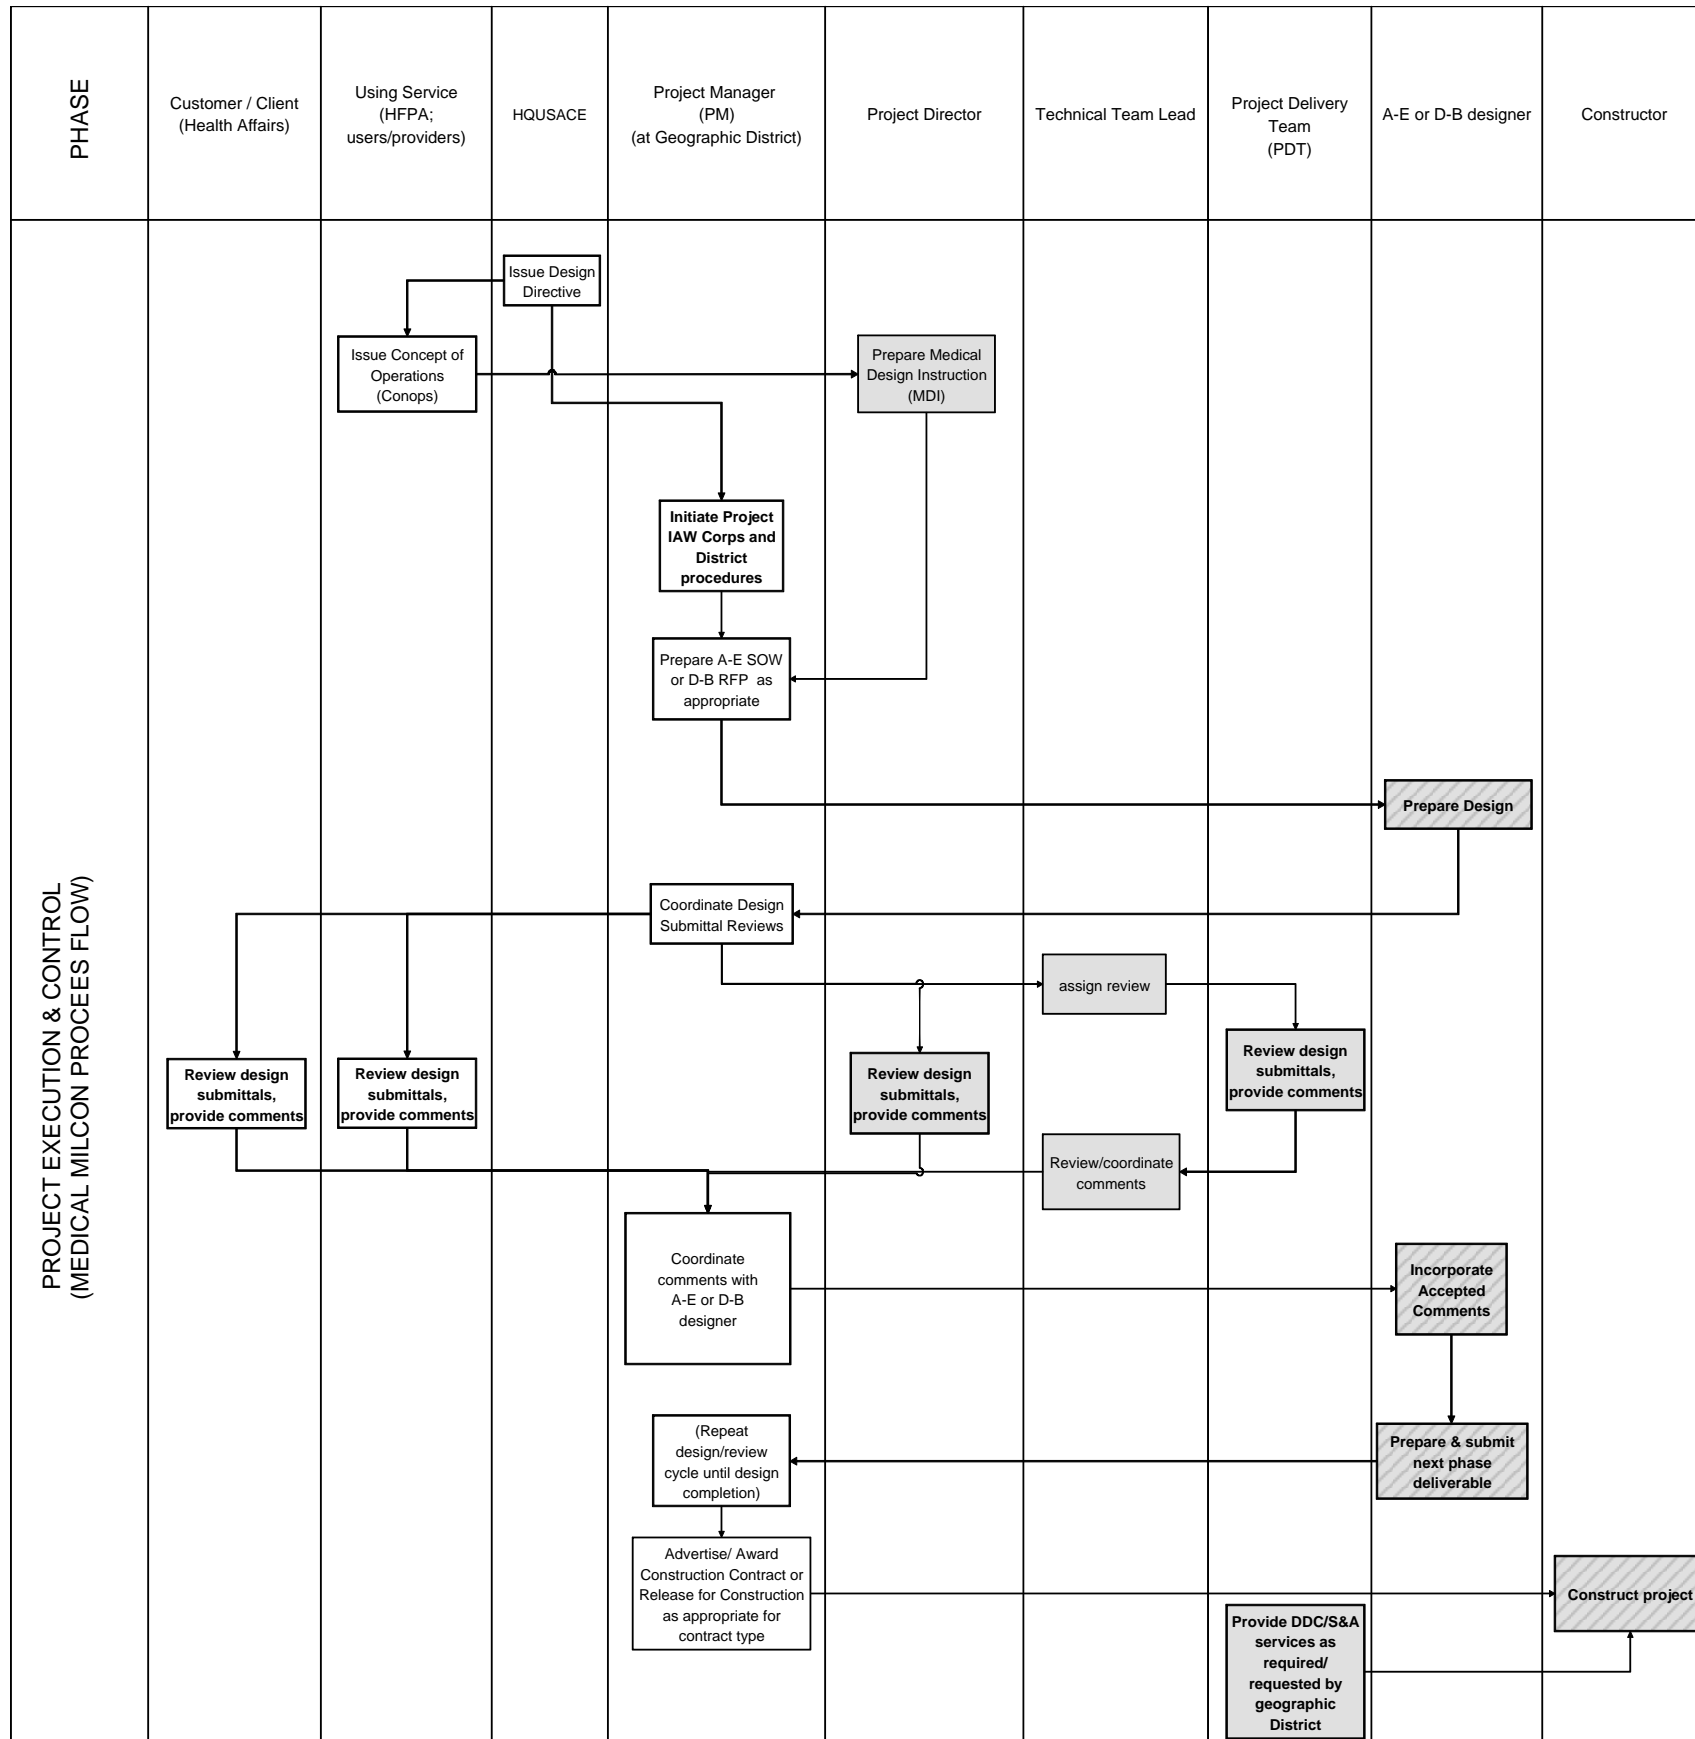 PHASE
Customer / Client
(Health Affairs)
Using Service
(HFPA;
users/providers)
HQUSACE
Project Manager
(PM)
(at Geographic District)
Project Director
Technical Team Lead
Project Delivery
Team
(PDT)
A-E or D-B designer
Constructor
PROJECT EXECUTION & CONTROL
(MEDICAL MILCON PROCEES FLOW)
Issue Design
Directive
Issue Concept of
Operations
(Conops)
Prepare Medical
Design Instruction
(MDI)
Initiate Project
IAW Corps and
District
procedures
Prepare A-E SOW
or D-B RFP as
appropriate
Prepare Design
Coordinate Design
Submittal Reviews
assign review
Review design
submittals,
provide comments
Review design
submittals,
provide comments
Review design
submittals,
provide comments
Review design
submittals,
provide comments
Review/coordinate
comments
Coordinate
comments with
A-E or D-B
designer
Incorporate
Accepted
Comments
(Repeat
design/review
cycle until design
completion)
Prepare & submit
next phase
deliverable
Advertise/ Award
Construction Contract or
Release for Construction
as appropriate for
contract type
Construct project
Provide DDC/S&A
services as
required/
requested by
geographic
District